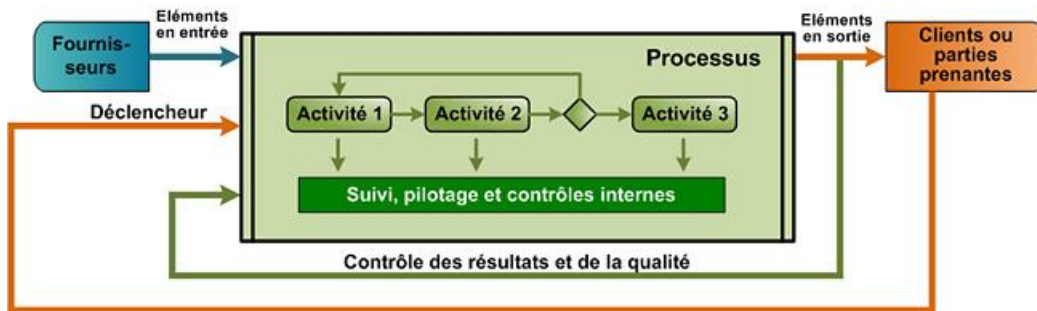 Eléments
en entrée
Fournis-
seurs
Processus
Eléments
en sortie
Clients ou
parties
prenantes
Déclencheur
Activité 1
Activité 2
Activité 3
Suivi, pilotage et contrôles internes
Contrôle des résultats et de la qualité